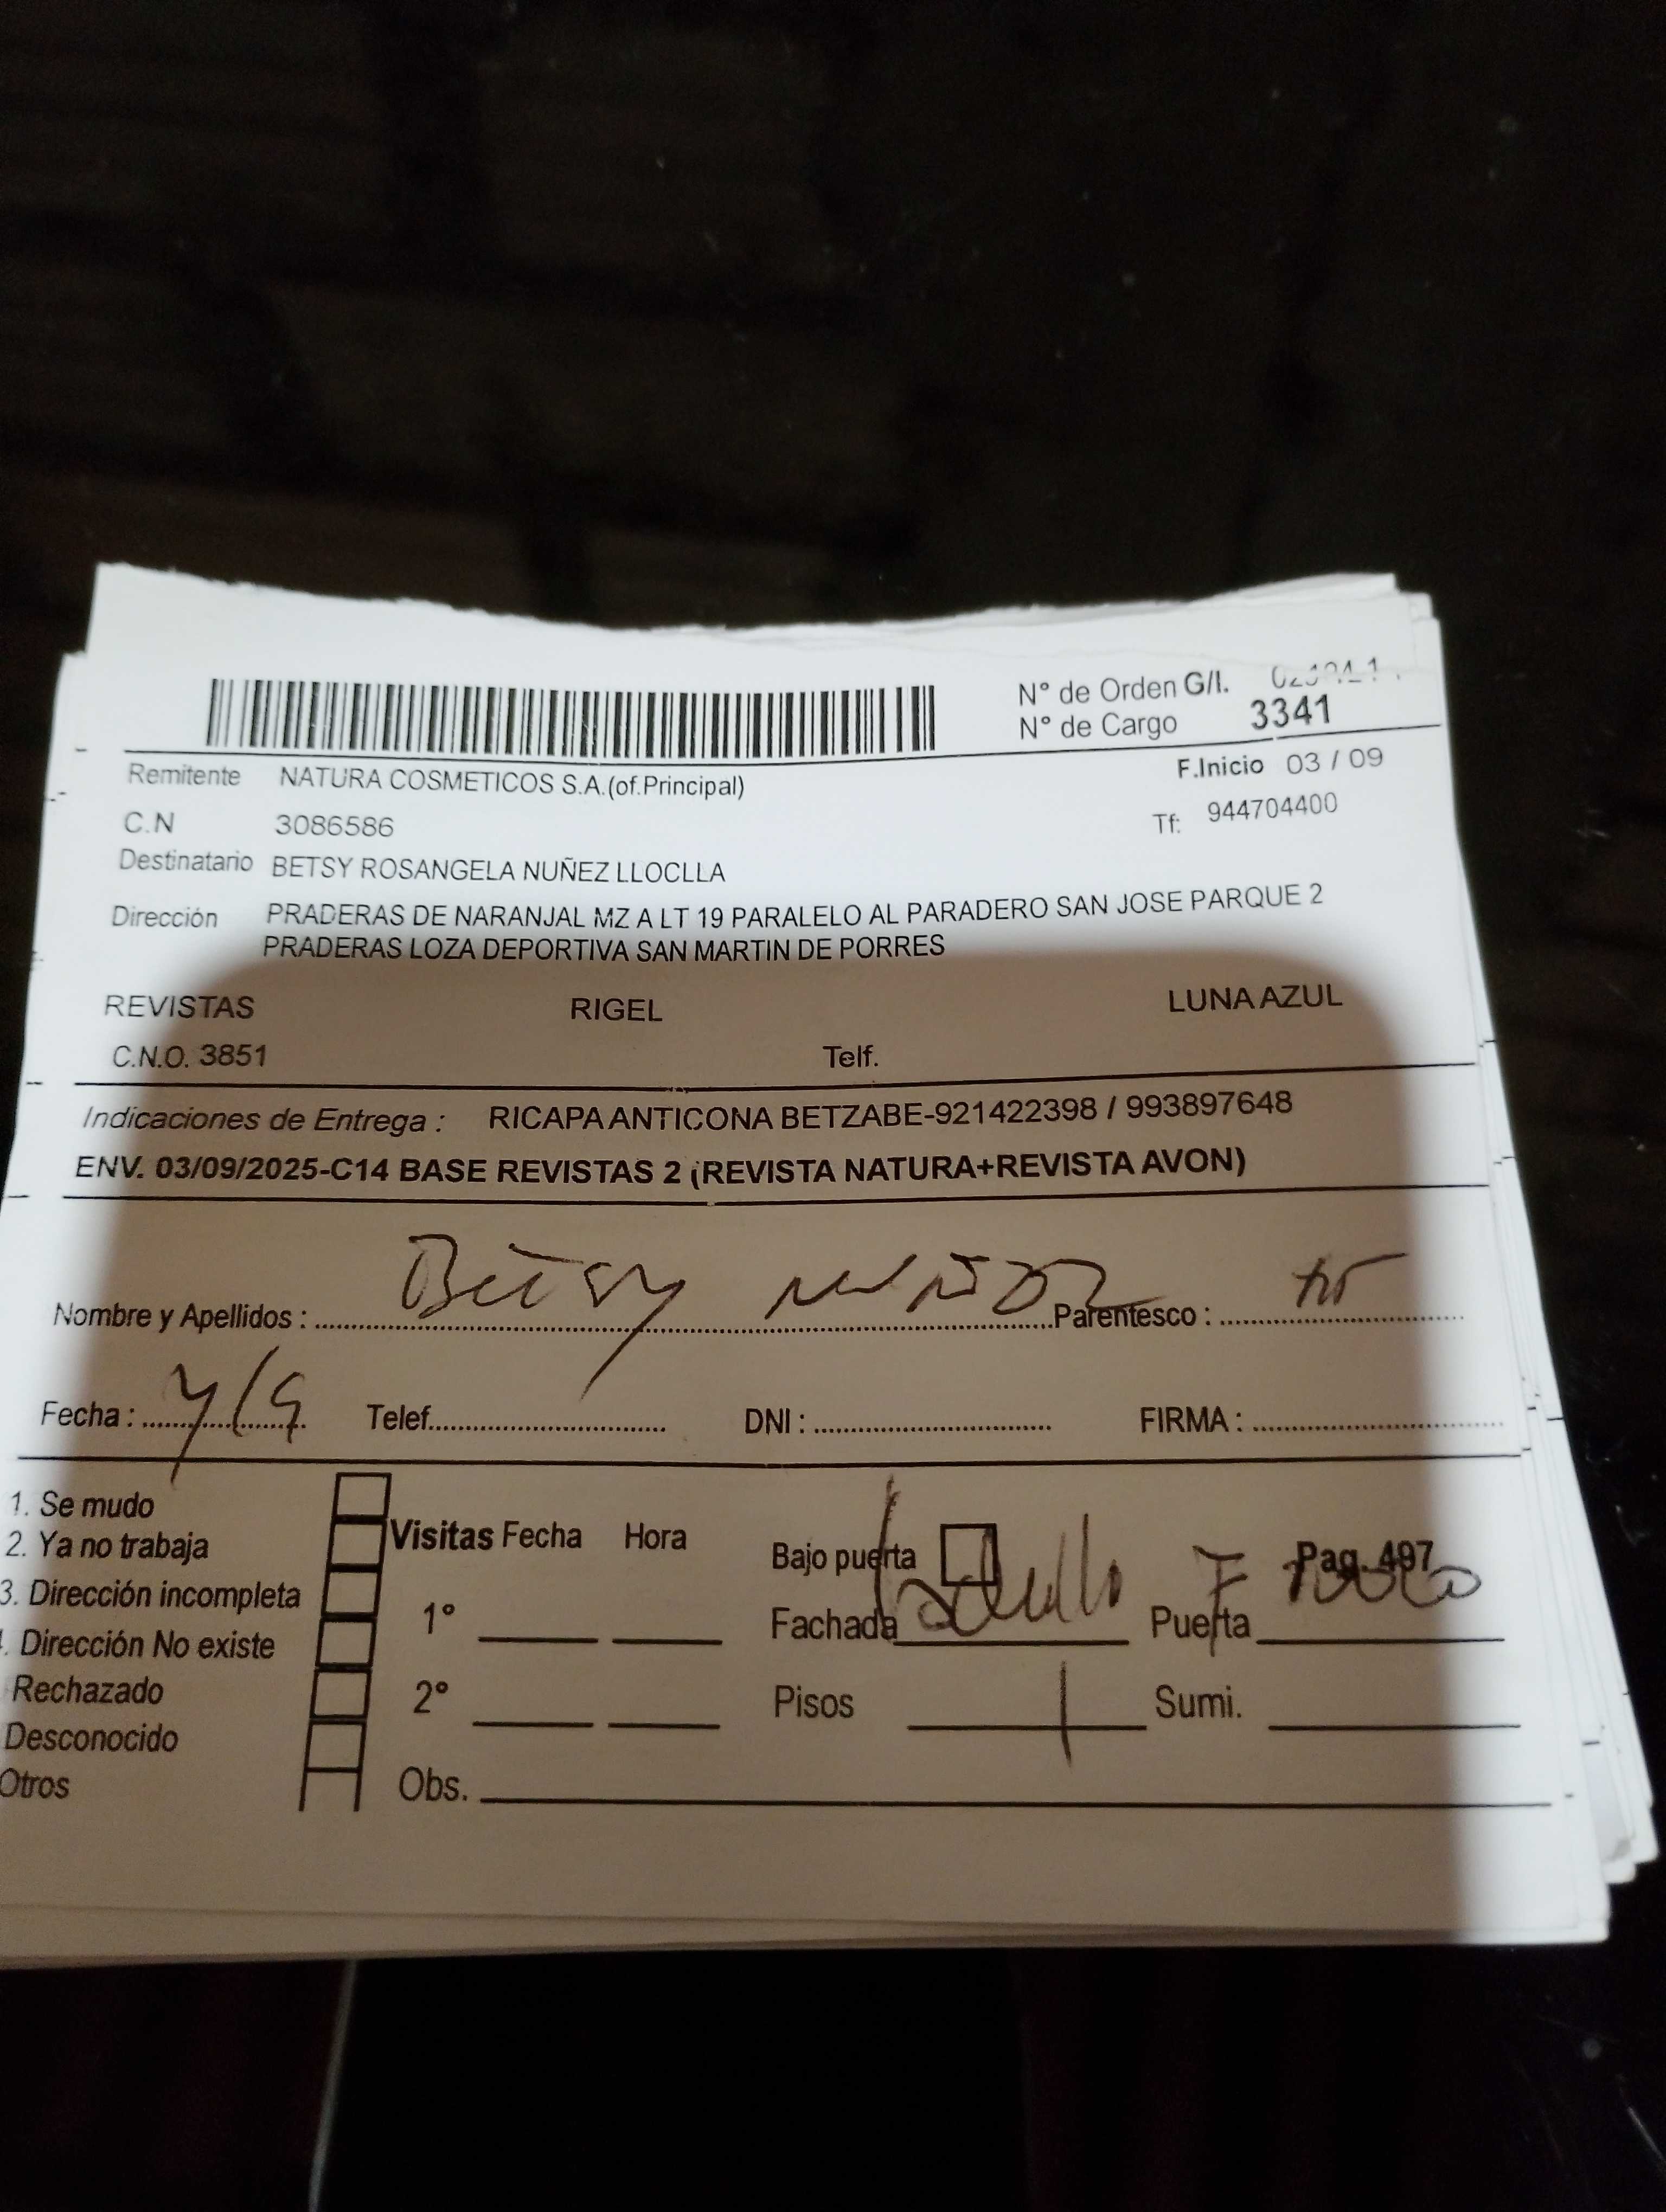 N° de Orden G/I.
N° de Cargo 3341
F.Inicio 03 / 09
Remitente NATURA COSMETICOS S.A.(of.Principal)
C.N 3086586 Tf: 944704400
Destinatario BETSY ROSANGELA NUÑEZ LLOCLLA
Dirección PRADERAS DE NARANJAL MZ A LT 19 PARALELO AL PARADERO SAN JOSE PARQUE 2
PRADERAS LOZA DEPORTIVA SAN MARTIN DE PORRES
REVISTAS RIGEL LUNA AZUL
C.N.O. 3851 Telf.
Indicaciones de Entrega : RICAPA ANTICONA BETZABE-921422398 / 993897648
ENV. 03/09/2025-C14 BASE REVISTAS 2 (REVISTA NATURA+REVISTA AVON)
Nombre y Apellidos : Betsy Parentesco :
Fecha : Telef. DNI : FIRMA :
1. Se mudo
2. Ya no trabaja
3. Dirección incompleta
. Dirección No existe
Rechazado
Desconocido
Otros
Visitas Fecha Hora
1°
2°
Obs.
Bajo puerta Pag. 497
Fachada Puerta
Pisos Sumi.